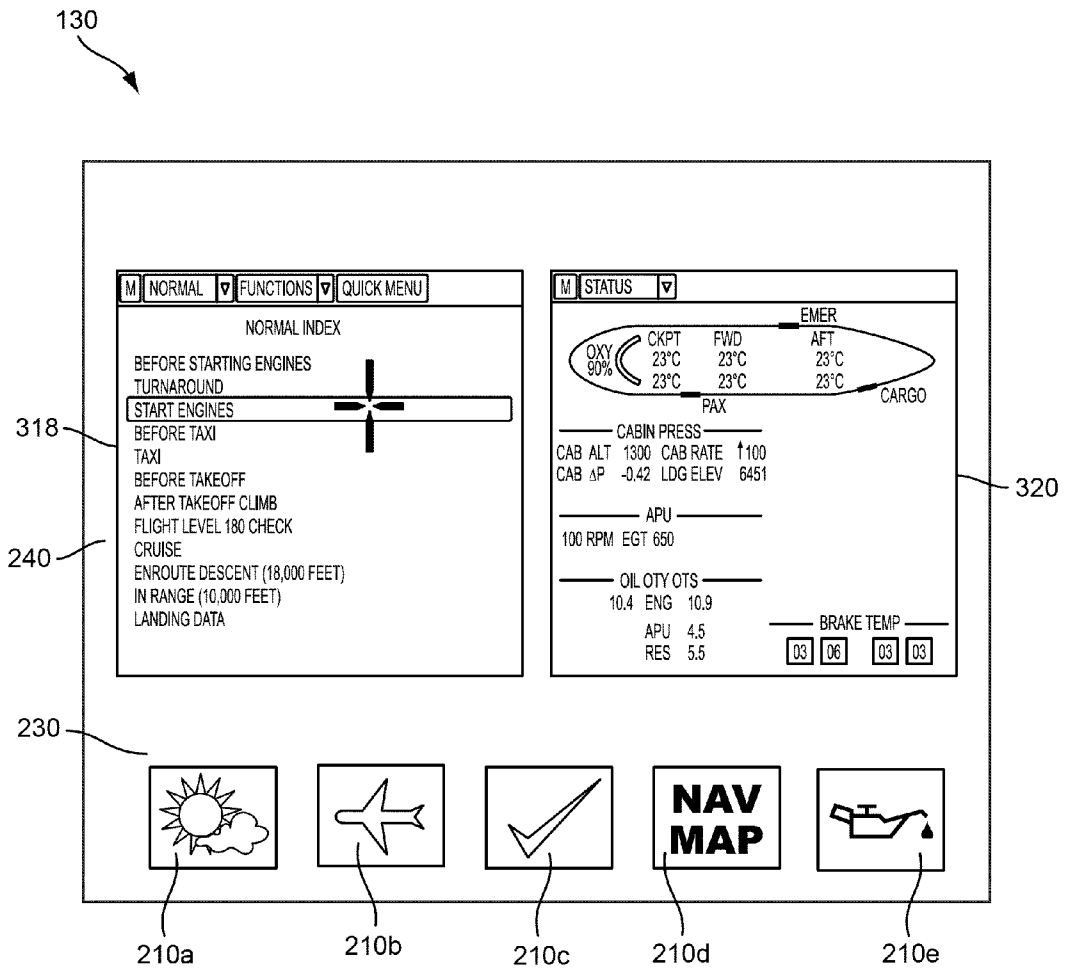 130
M NORMAL ▽ FUNCTIONS ▽ QUICK MENU
NORMAL INDEX
BEFORE STARTING ENGINES
TURNAROUND
START ENGINES
BEFORE TAXI
TAXI
BEFORE TAKEOFF
AFTER TAKEOFF CLIMB
FLIGHT LEVEL 180 CHECK
CRUISE
ENROUTE DESCENT (18,000 FEET)
IN RANGE (10,000 FEET)
LANDING DATA
318
240
M STATUS ▽
EMER
OXY
90%
CKPT FWD AFT
23°C 23°C 23°C
23°C 23°C 23°C
PAX
CARGO
CABIN PRESS
CAB ALT 1300 CAB RATE ↑100
CAB ΔP -0.42 LDG ELEV 6451
APU
100 RPM EGT 650
OIL OTY OTS
10.4 ENG 10.9
APU 4.5
RES 5.5
BRAKE TEMP
03 06 03 03
320
230
NAV
MAP
210a 210b 210c 210d 210e